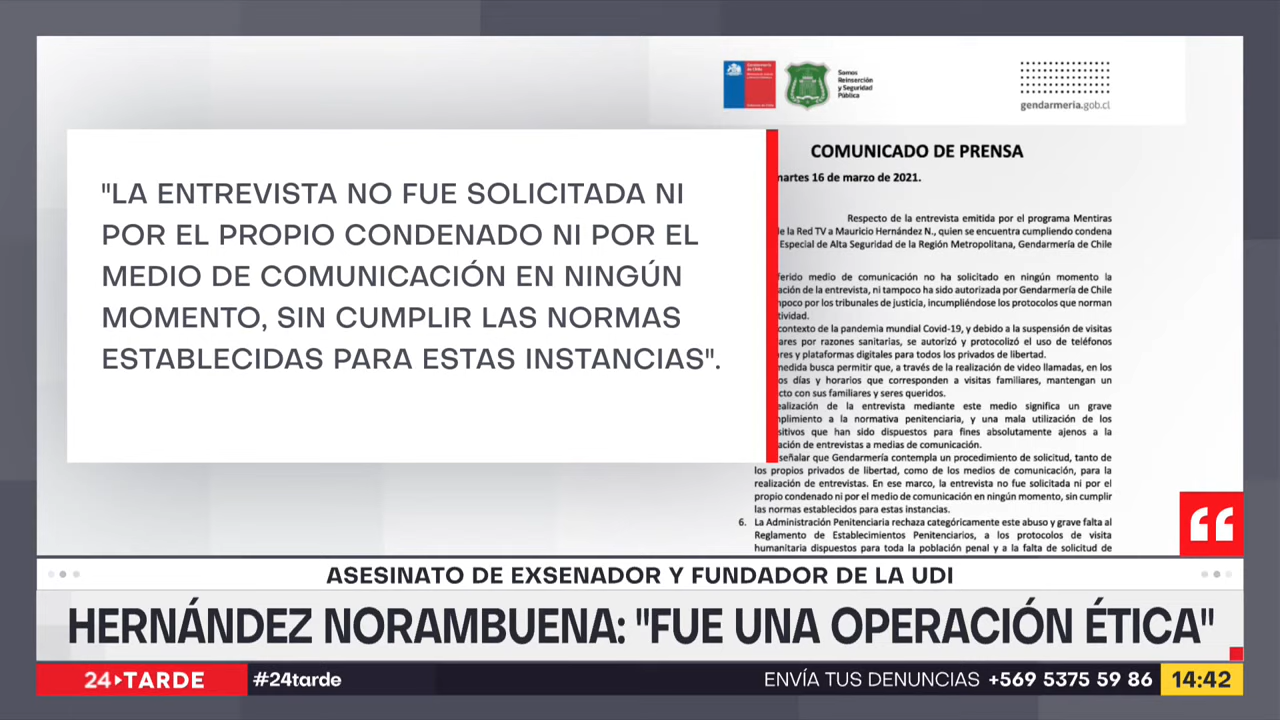 Somos
Reinserción
y Seguridad
Pública
gendarmeria.gob.cl
"LA ENTREVISTA NO FUE SOLICITADA NI
POR EL PROPIO CONDENADO NI POR EL
MEDIO DE COMUNICACIÓN EN NINGÚN
MOMENTO, SIN CUMPLIR LAS NORMAS
ESTABLECIDAS PARA ESTAS INSTANCIAS".
COMUNICADO DE PRENSA
martes 16 de marzo de 2021.
Respecto de la entrevista emitida por el programa Mentiras
de la Red TV a Mauricio Hernández N., quien se encuentra cumpliendo condena
Especial de Alta Seguridad de la Región Metropolitana, Gendarmería de Chile
medio de comunicación no ha solicitado en ningún momento la
de la entrevista, ni tampoco ha sido autorizada por Gendarmería de Chile
por los tribunales de justicia, incumpliéndose los protocolos que norman
contexto de la pandemia mundial Covid-19, y debido a la suspensión de visitas
por razones sanitarias, se autorizó y protocolizó el uso de teléfonos
y plataformas digitales para todos los privados de libertad.
medida busca permitir que, a través de la realización de video llamadas, en los
días y horarios que corresponden a visitas familiares, mantengan un
con sus familiares y seres queridos.
de la entrevista mediante este medio significa un grave
a la normativa penitenciaria, y una mala utilización de los
que han sido dispuestos para fines absolutamente ajenos a la
de entrevistas a medias de comunicación.
señalar que Gendarmería contempla un procedimiento de solicitud, tanto de
los propios privados de libertad, como de los medios de comunicación, para la
realización de entrevistas. En ese marco, la entrevista no fue solicitada ni por el
propio condenado ni por el medio de comunicación en ningún momento, sin cumplir
las normas establecidos para estas instancias.
6. La Administración Penitenciaria rechaza categóricamente este abuso y grave falta al
Reglamento de Establecimientos Penitenciarios, a los protocolos de visita
humanitaria dispuestos para toda la población penal y a la falta de solicitud de
ASESINATO DE EXSENADOR Y FUNDADOR DE LA UDI
HERNÁNDEZ NORAMBUENA: "FUE UNA OPERACIÓN ÉTICA"
24 TARDE
#24tarde
ENVÍA TUS DENUNCIAS +569 5375 59 86
14:42